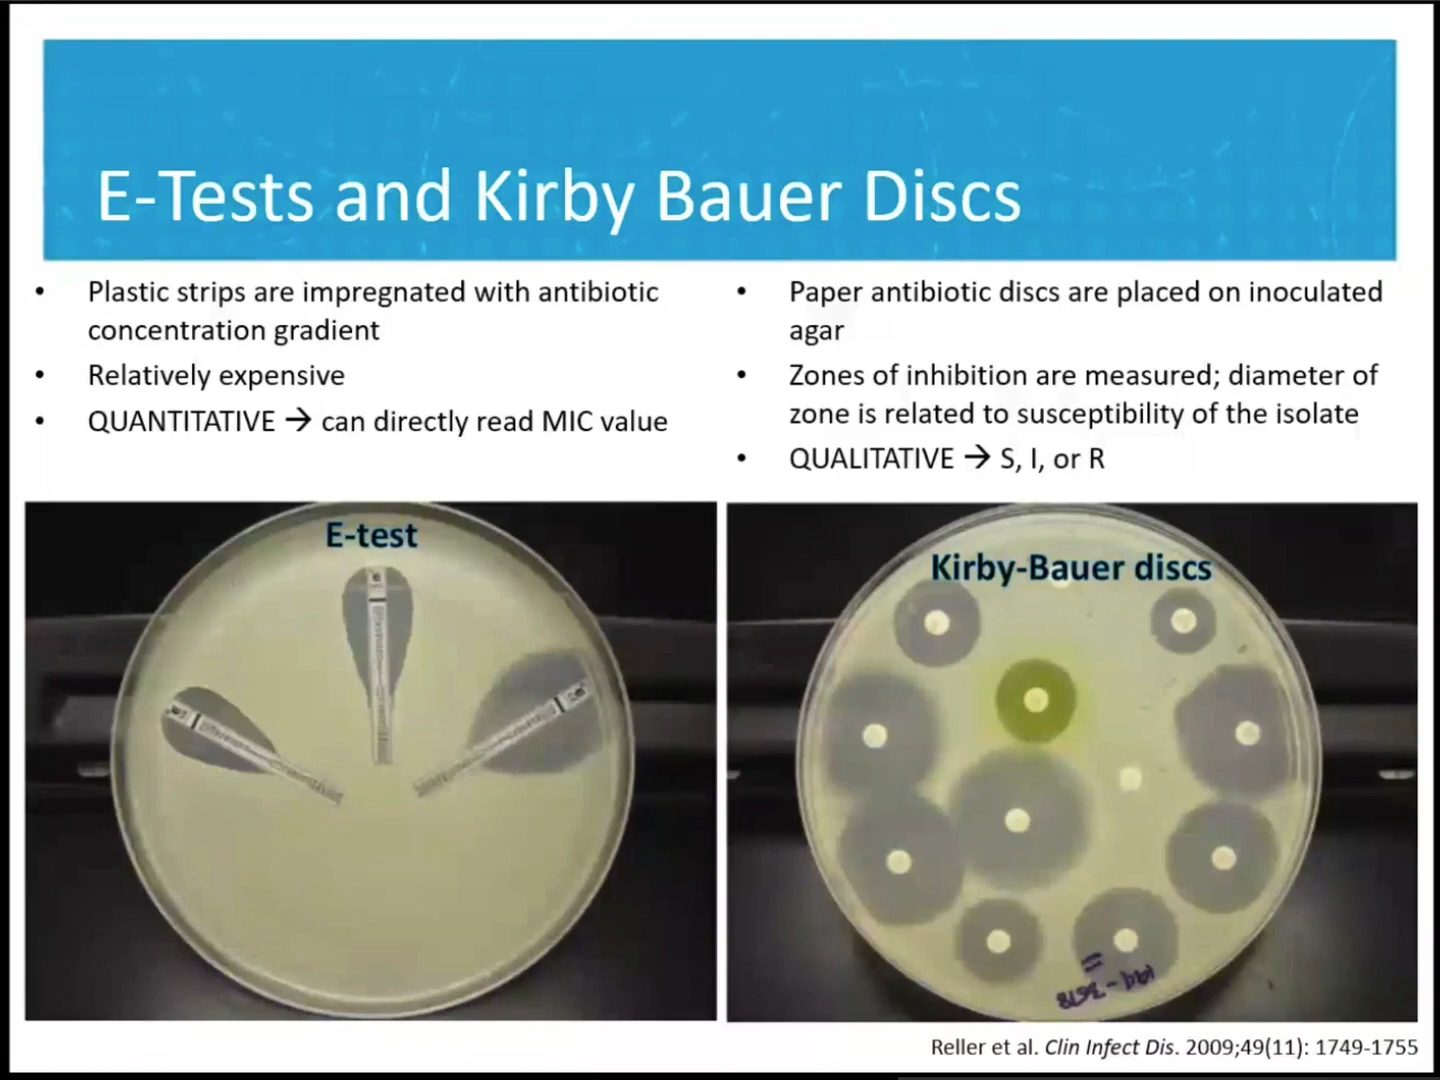 E-Tests and Kirby Bauer Discs
• Plastic strips are impregnated with antibiotic
concentration gradient
• Relatively expensive
• QUANTITATIVE → can directly read MIC value
• Paper antibiotic discs are placed on inoculated
agar
• Zones of inhibition are measured; diameter of
zone is related to susceptibility of the isolate
• QUALITATIVE → S, I, or R
E-test
Kirby-Bauer discs
Reller et al. Clin Infect Dis. 2009;49(11): 1749-1755